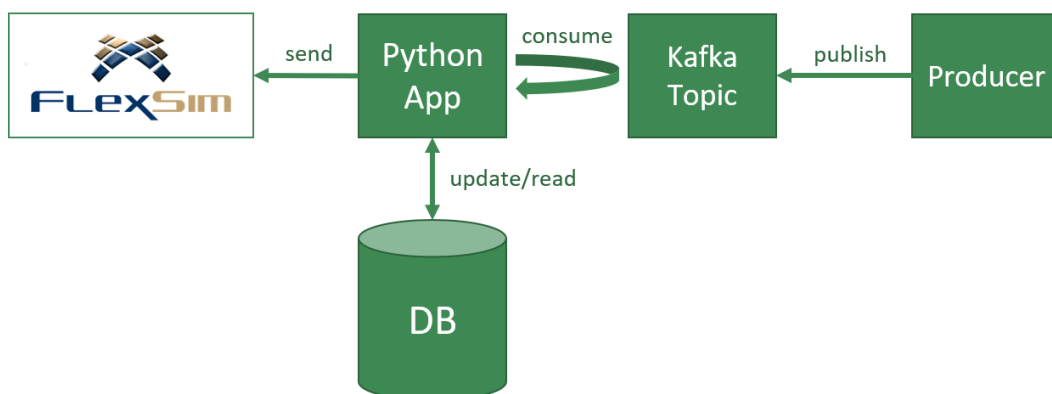 FLEXSIM
send
Python
App
consume
Kafka
Topic
publish
Producer
update/read
DB